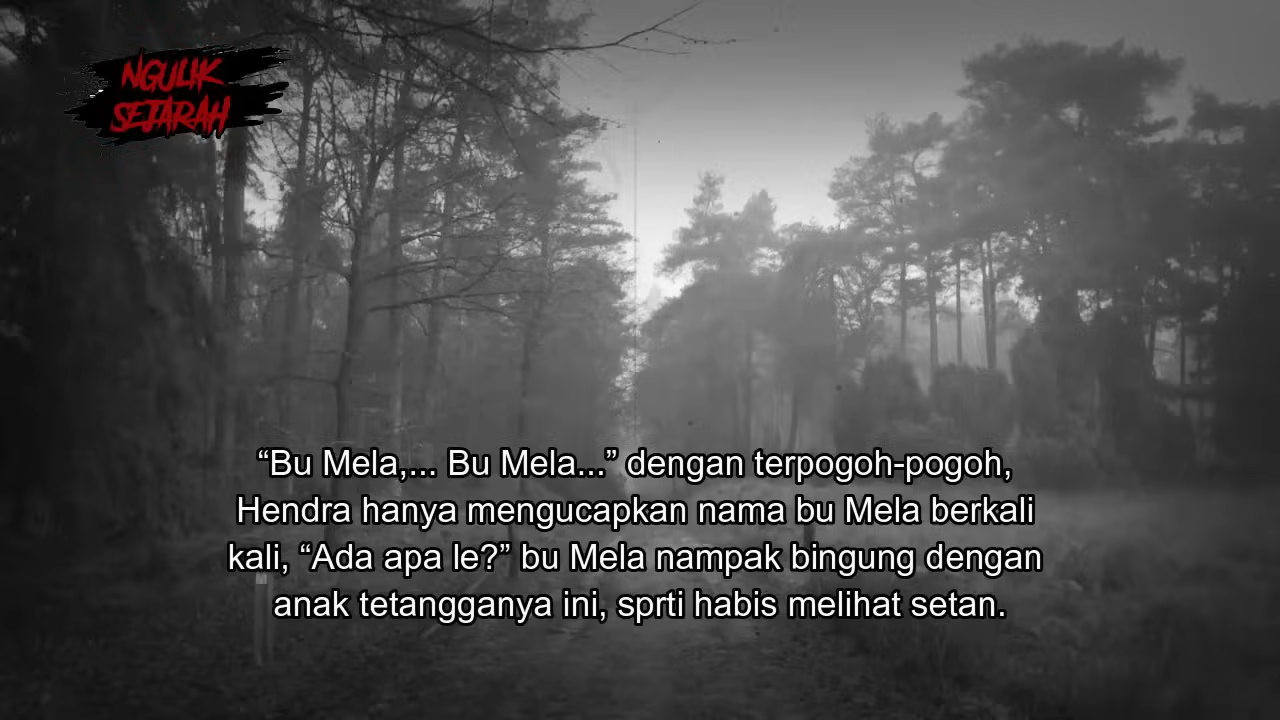 NGULIK
SEJARAH
“Bu Mela,... Bu Mela...” dengan terpogoh-pogoh,
Hendra hanya mengucapkan nama bu Mela berkali
kali, “Ada apa le?” bu Mela nampak bingung dengan
anak tetangganya ini, sprti habis melihat setan.